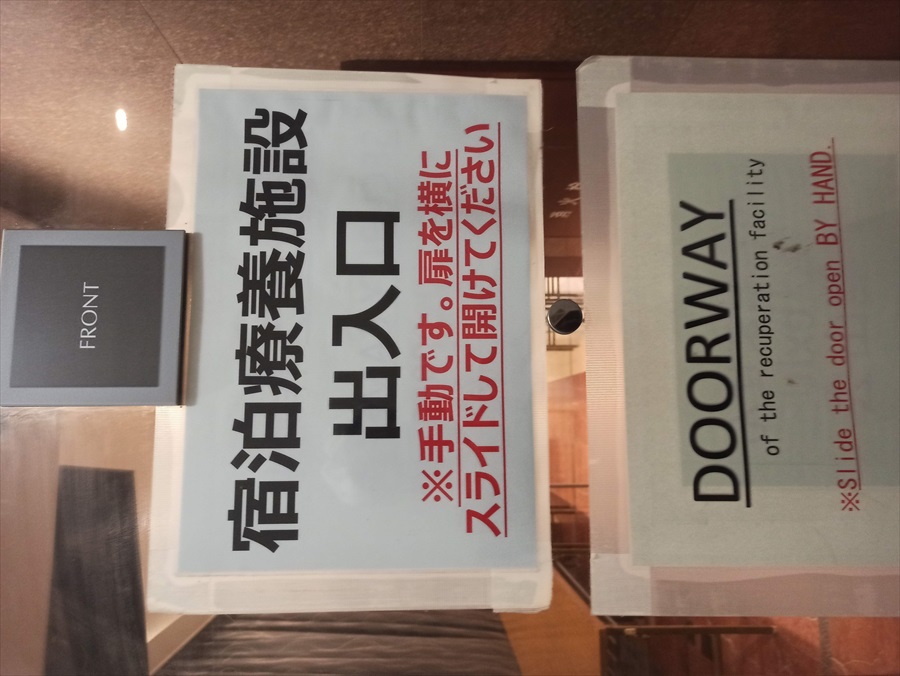 FRONT
宿泊療養施設
出入口
※手動です。扉を横に
スライドして開けてください
DOORWAY
of the recuperation facility
※Slide the door open BY HAND.